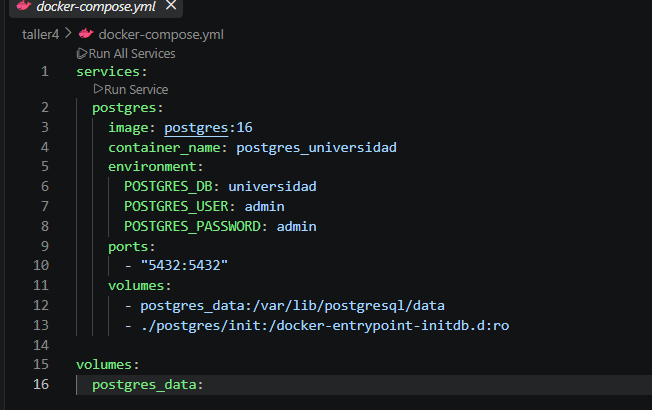 docker-compose.yml ×
taller4 > docker-compose.yml
Run All Services
1 services:
Run Service
2 postgres:
3 image: postgres:16
4 container_name: postgres_universidad
5 environment:
6 POSTGRES_DB: universidad
7 POSTGRES_USER: admin
8 POSTGRES_PASSWORD: admin
9 ports:
10 - "5432:5432"
11 volumes:
12 - postgres_data:/var/lib/postgresql/data
13 - ./postgres/init:/docker-entrypoint-initdb.d:ro
14
15 volumes:
16 postgres_data: